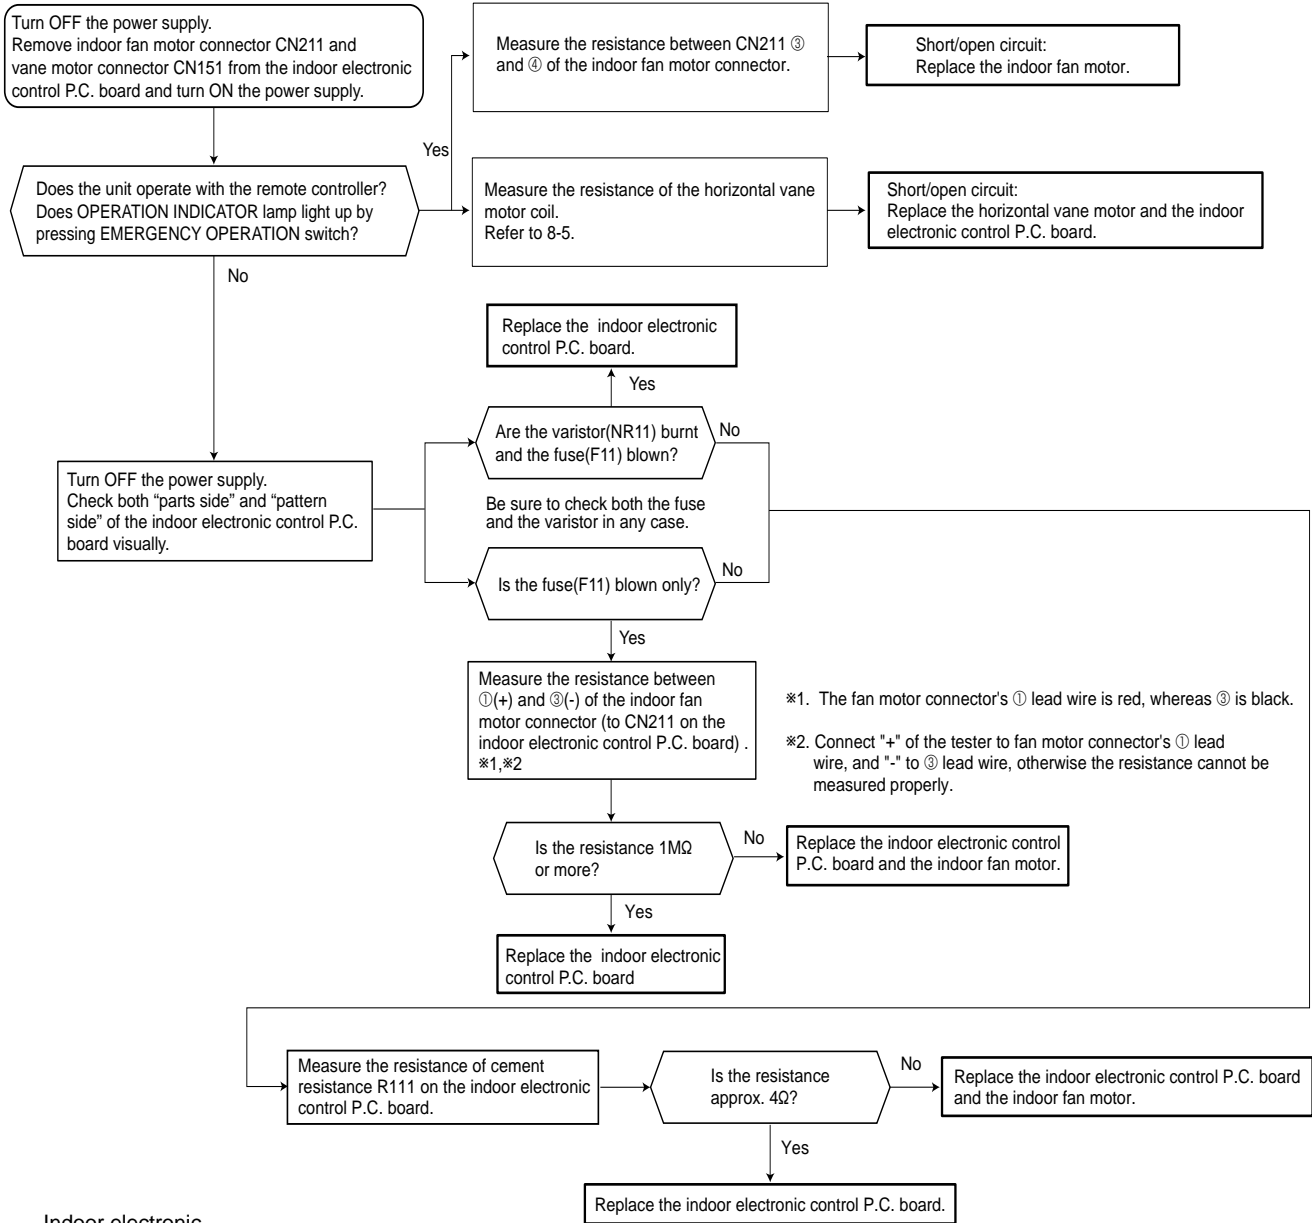 Turn OFF the power supply.
Remove indoor fan motor connector CN211 and
vane motor connector CN151 from the indoor electronic
control P.C. board and turn ON the power supply.
Measure the resistance between CN211 ③
and ④ of the indoor fan motor connector.
Short/open circuit:
Replace the indoor fan motor.
Yes
Does the unit operate with the remote controller?
Does OPERATION INDICATOR lamp light up by
pressing EMERGENCY OPERATION switch?
Measure the resistance of the horizontal vane
motor coil.
Refer to 8-5.
Short/open circuit:
Replace the horizontal vane motor and the indoor
electronic control P.C. board.
No
Replace the indoor electronic
control P.C. board.
Yes
Are the varistor(NR11) burnt
and the fuse(F11) blown?
No
Turn OFF the power supply.
Check both “parts side” and “pattern
side” of the indoor electronic control P.C.
board visually.
Be sure to check both the fuse
and the varistor in any case.
Is the fuse(F11) blown only?
No
Yes
Measure the resistance between
①(+) and ③(-) of the indoor fan
motor connector (to CN211 on the
indoor electronic control P.C. board) .
※1,※2
※1. The fan motor connector's ① lead wire is red, whereas ③ is black.
※2. Connect "+" of the tester to fan motor connector's ① lead
wire, and "-" to ③ lead wire, otherwise the resistance cannot be
measured properly.
Is the resistance 1MΩ
or more?
No
Replace the indoor electronic control
P.C. board and the indoor fan motor.
Yes
Replace the indoor electronic
control P.C. board
Measure the resistance of cement
resistance R111 on the indoor electronic
control P.C. board.
Is the resistance
approx. 4Ω?
No
Replace the indoor electronic control P.C. board
and the indoor fan motor.
Yes
Replace the indoor electronic control P.C. board.
Indoor electronic